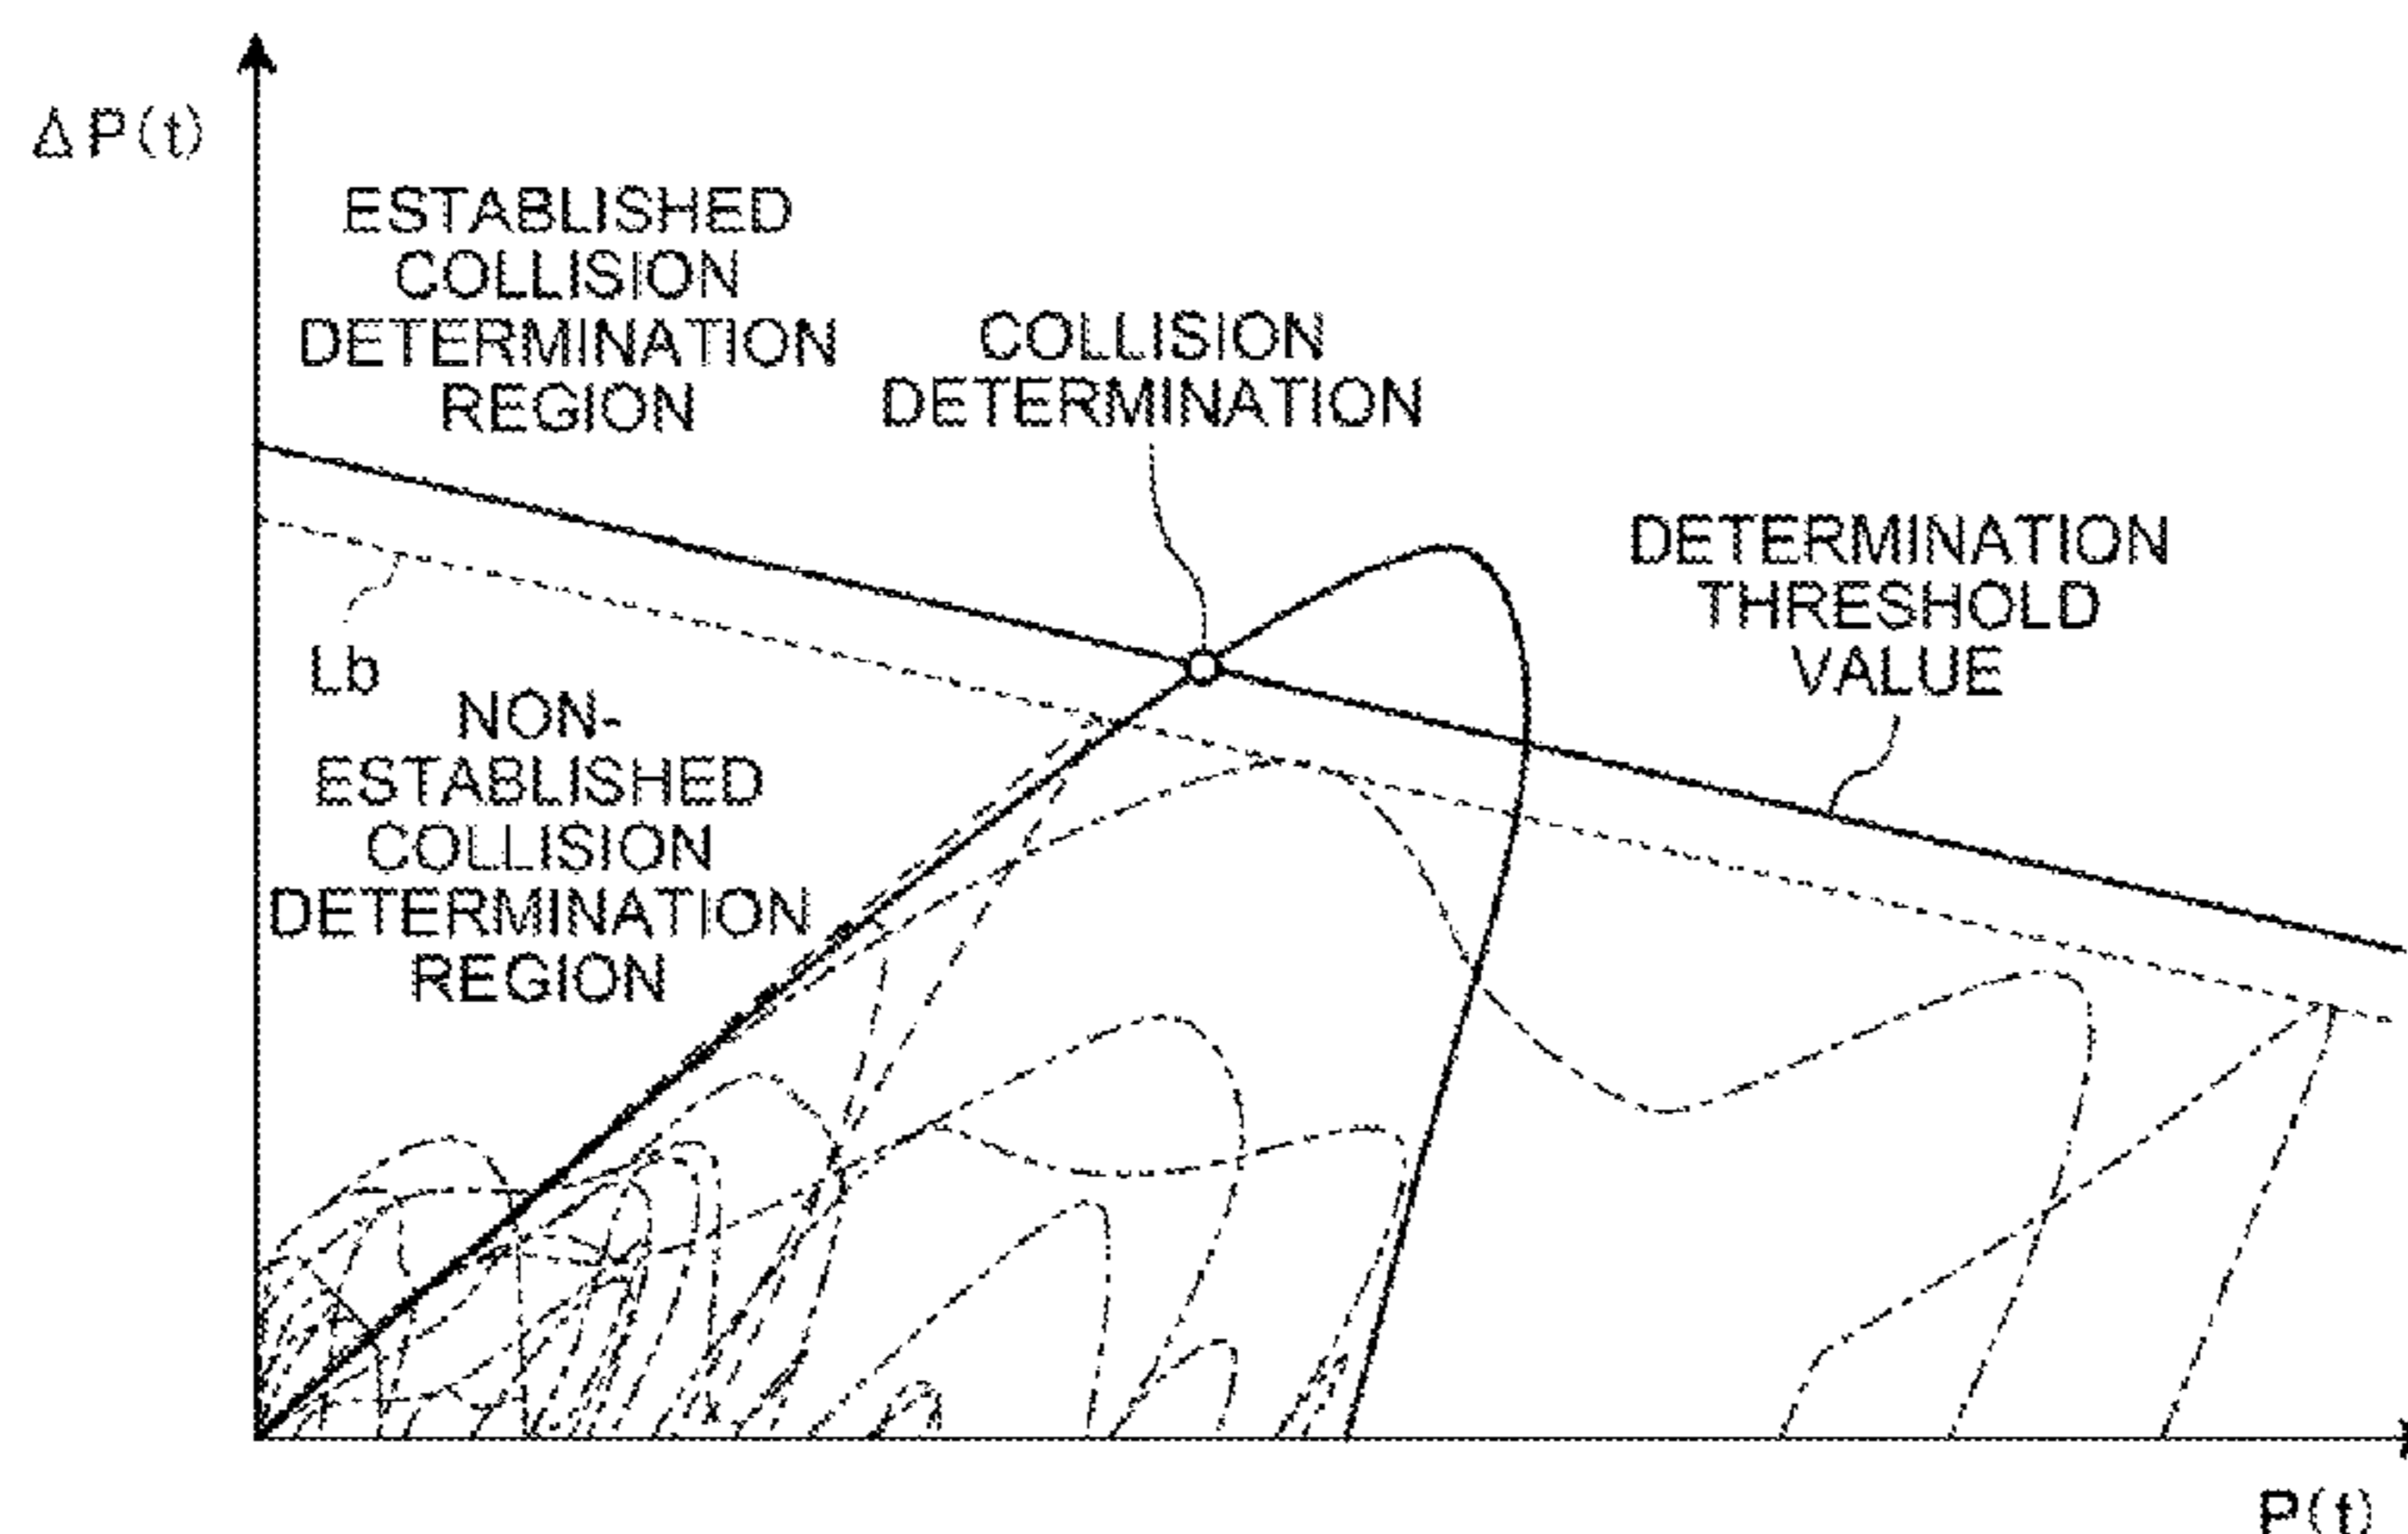 ΔP(t)
ESTABLISHED
COLLISION
DETERMINATION
REGION
COLLISION
DETERMINATION
DETERMINATION
THRESHOLD
VALUE
Lb
NON-
ESTABLISHED
COLLISION
DETERMINATION
REGION
P(t)